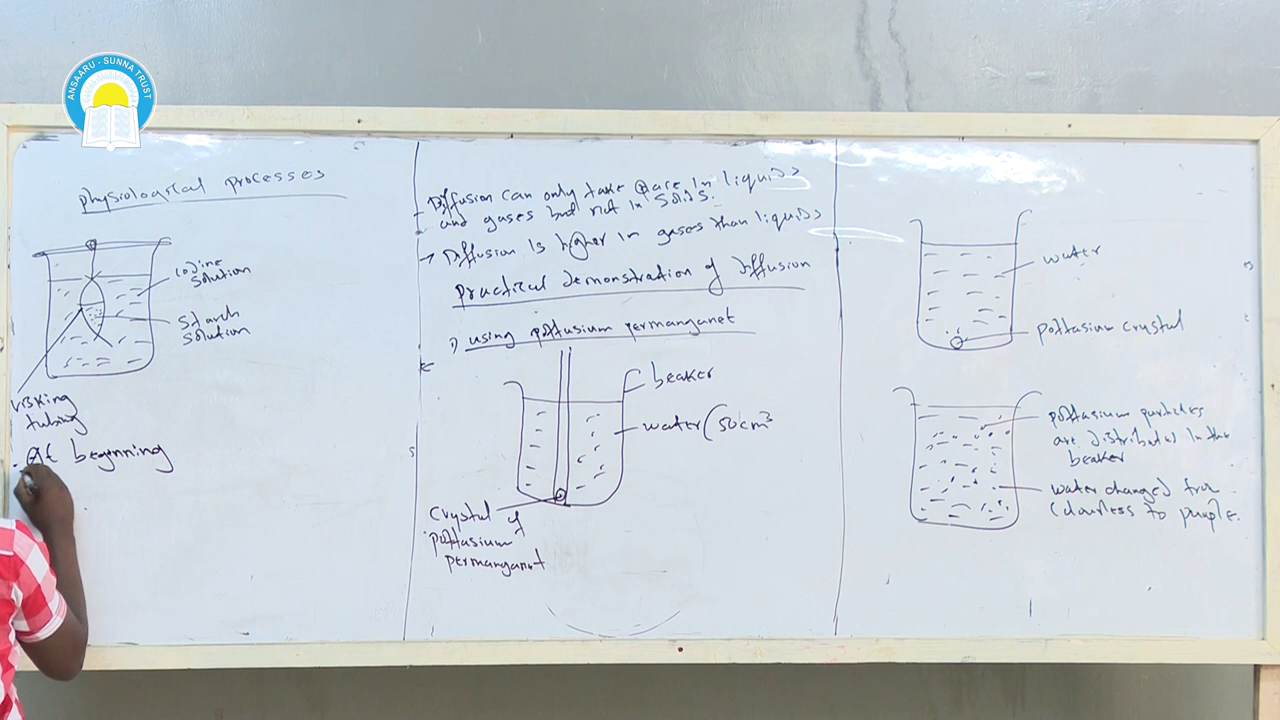 ANSAARU - SUNNA TRUST
physiological processes
Iodine
solution
Starch
solution
Visking
tubing
At beginning
- Diffusion can only take place in liquids
and gases but not in solids.
→ Diffusion is higher in gases than liquids
practical demonstration of diffusion
1) using pottasium permanganet
beaker
water (50cm³
Crystal of
pottasium
permanganet
water
pottasium crystal
pottasium particles
are distributed in the
beaker
water changed from
Colourless to purple.